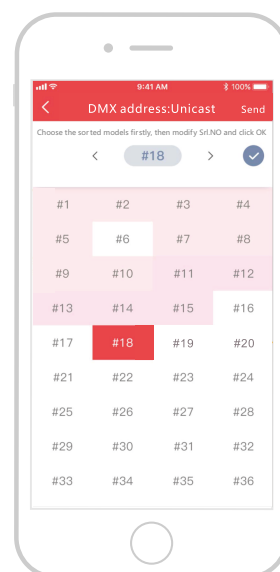 9:41 AM 100%
DMX address:Unicast Send
Choose the sorted models firstly, then modify Srl.NO and click OK
#18
#1 #2 #3 #4
#5 #6 #7 #8
#9 #10 #11 #12
#13 #14 #15 #16
#17 #18 #19 #20
#21 #22 #23 #24
#25 #26 #27 #28
#29 #30 #31 #32
#33 #34 #35 #36